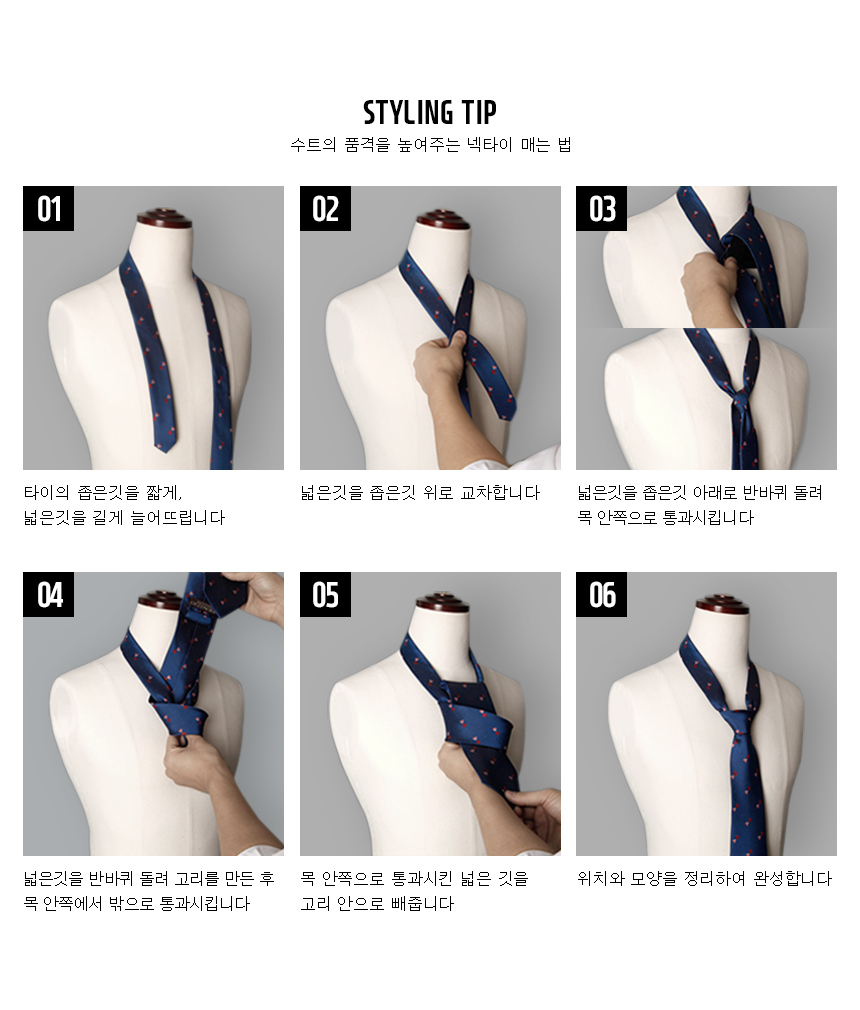 STYLING TIP
수트의 품격을 높여주는 넥타이 매는 법
01
02
03
타이의 좁은깃을 짧게,
넓은깃을 길게 늘어뜨립니다
넓은깃을 좁은깃 위로 교차합니다
넓은깃을 좁은깃 아래로 반바퀴 돌려
목 안쪽으로 통과시킵니다
04
05
06
넓은깃을 반바퀴 돌려 고리를 만든 후
목 안쪽에서 밖으로 통과시킵니다
목 안쪽으로 통과시킨 넓은 깃을
고리 안으로 빼줍니다
위치와 모양을 정리하여 완성합니다